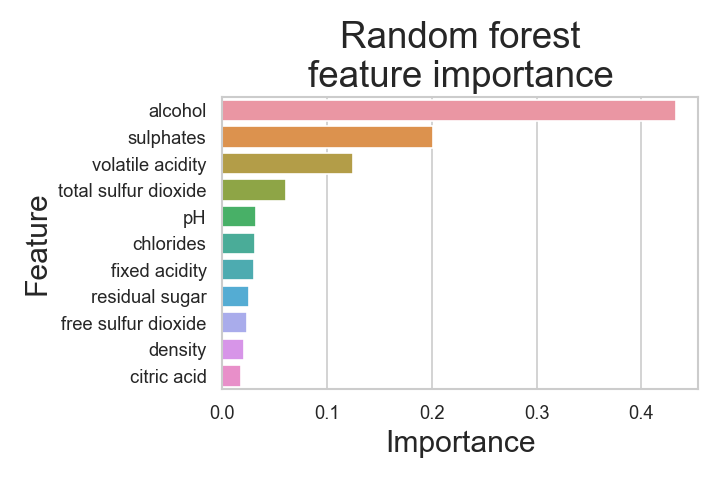 Random forest
feature importance
Feature
alcohol
sulphates
volatile acidity
total sulfur dioxide
pH
chlorides
fixed acidity
residual sugar
free sulfur dioxide
density
citric acid
0.0 0.1 0.2 0.3 0.4
Importance